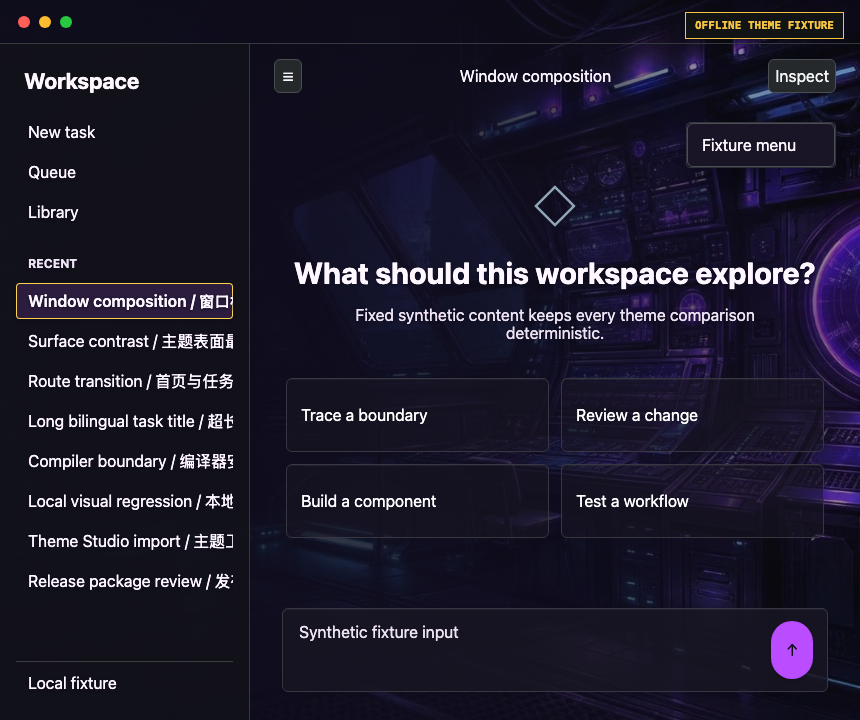 OFFLINE THEME FIXTURE
Workspace
New task
Queue
Library
RECENT
Window composition / 窗口
Surface contrast / 主题表面
Route transition / 首页与任务
Long bilingual task title / 超
Compiler boundary / 编译器
Local visual regression / 本地
Theme Studio import / 主题
Release package review / 发
Local fixture
Window composition
Inspect
Fixture menu
What should this workspace explore?
Fixed synthetic content keeps every theme comparison
deterministic.
Trace a boundary
Review a change
Build a component
Test a workflow
Synthetic fixture input